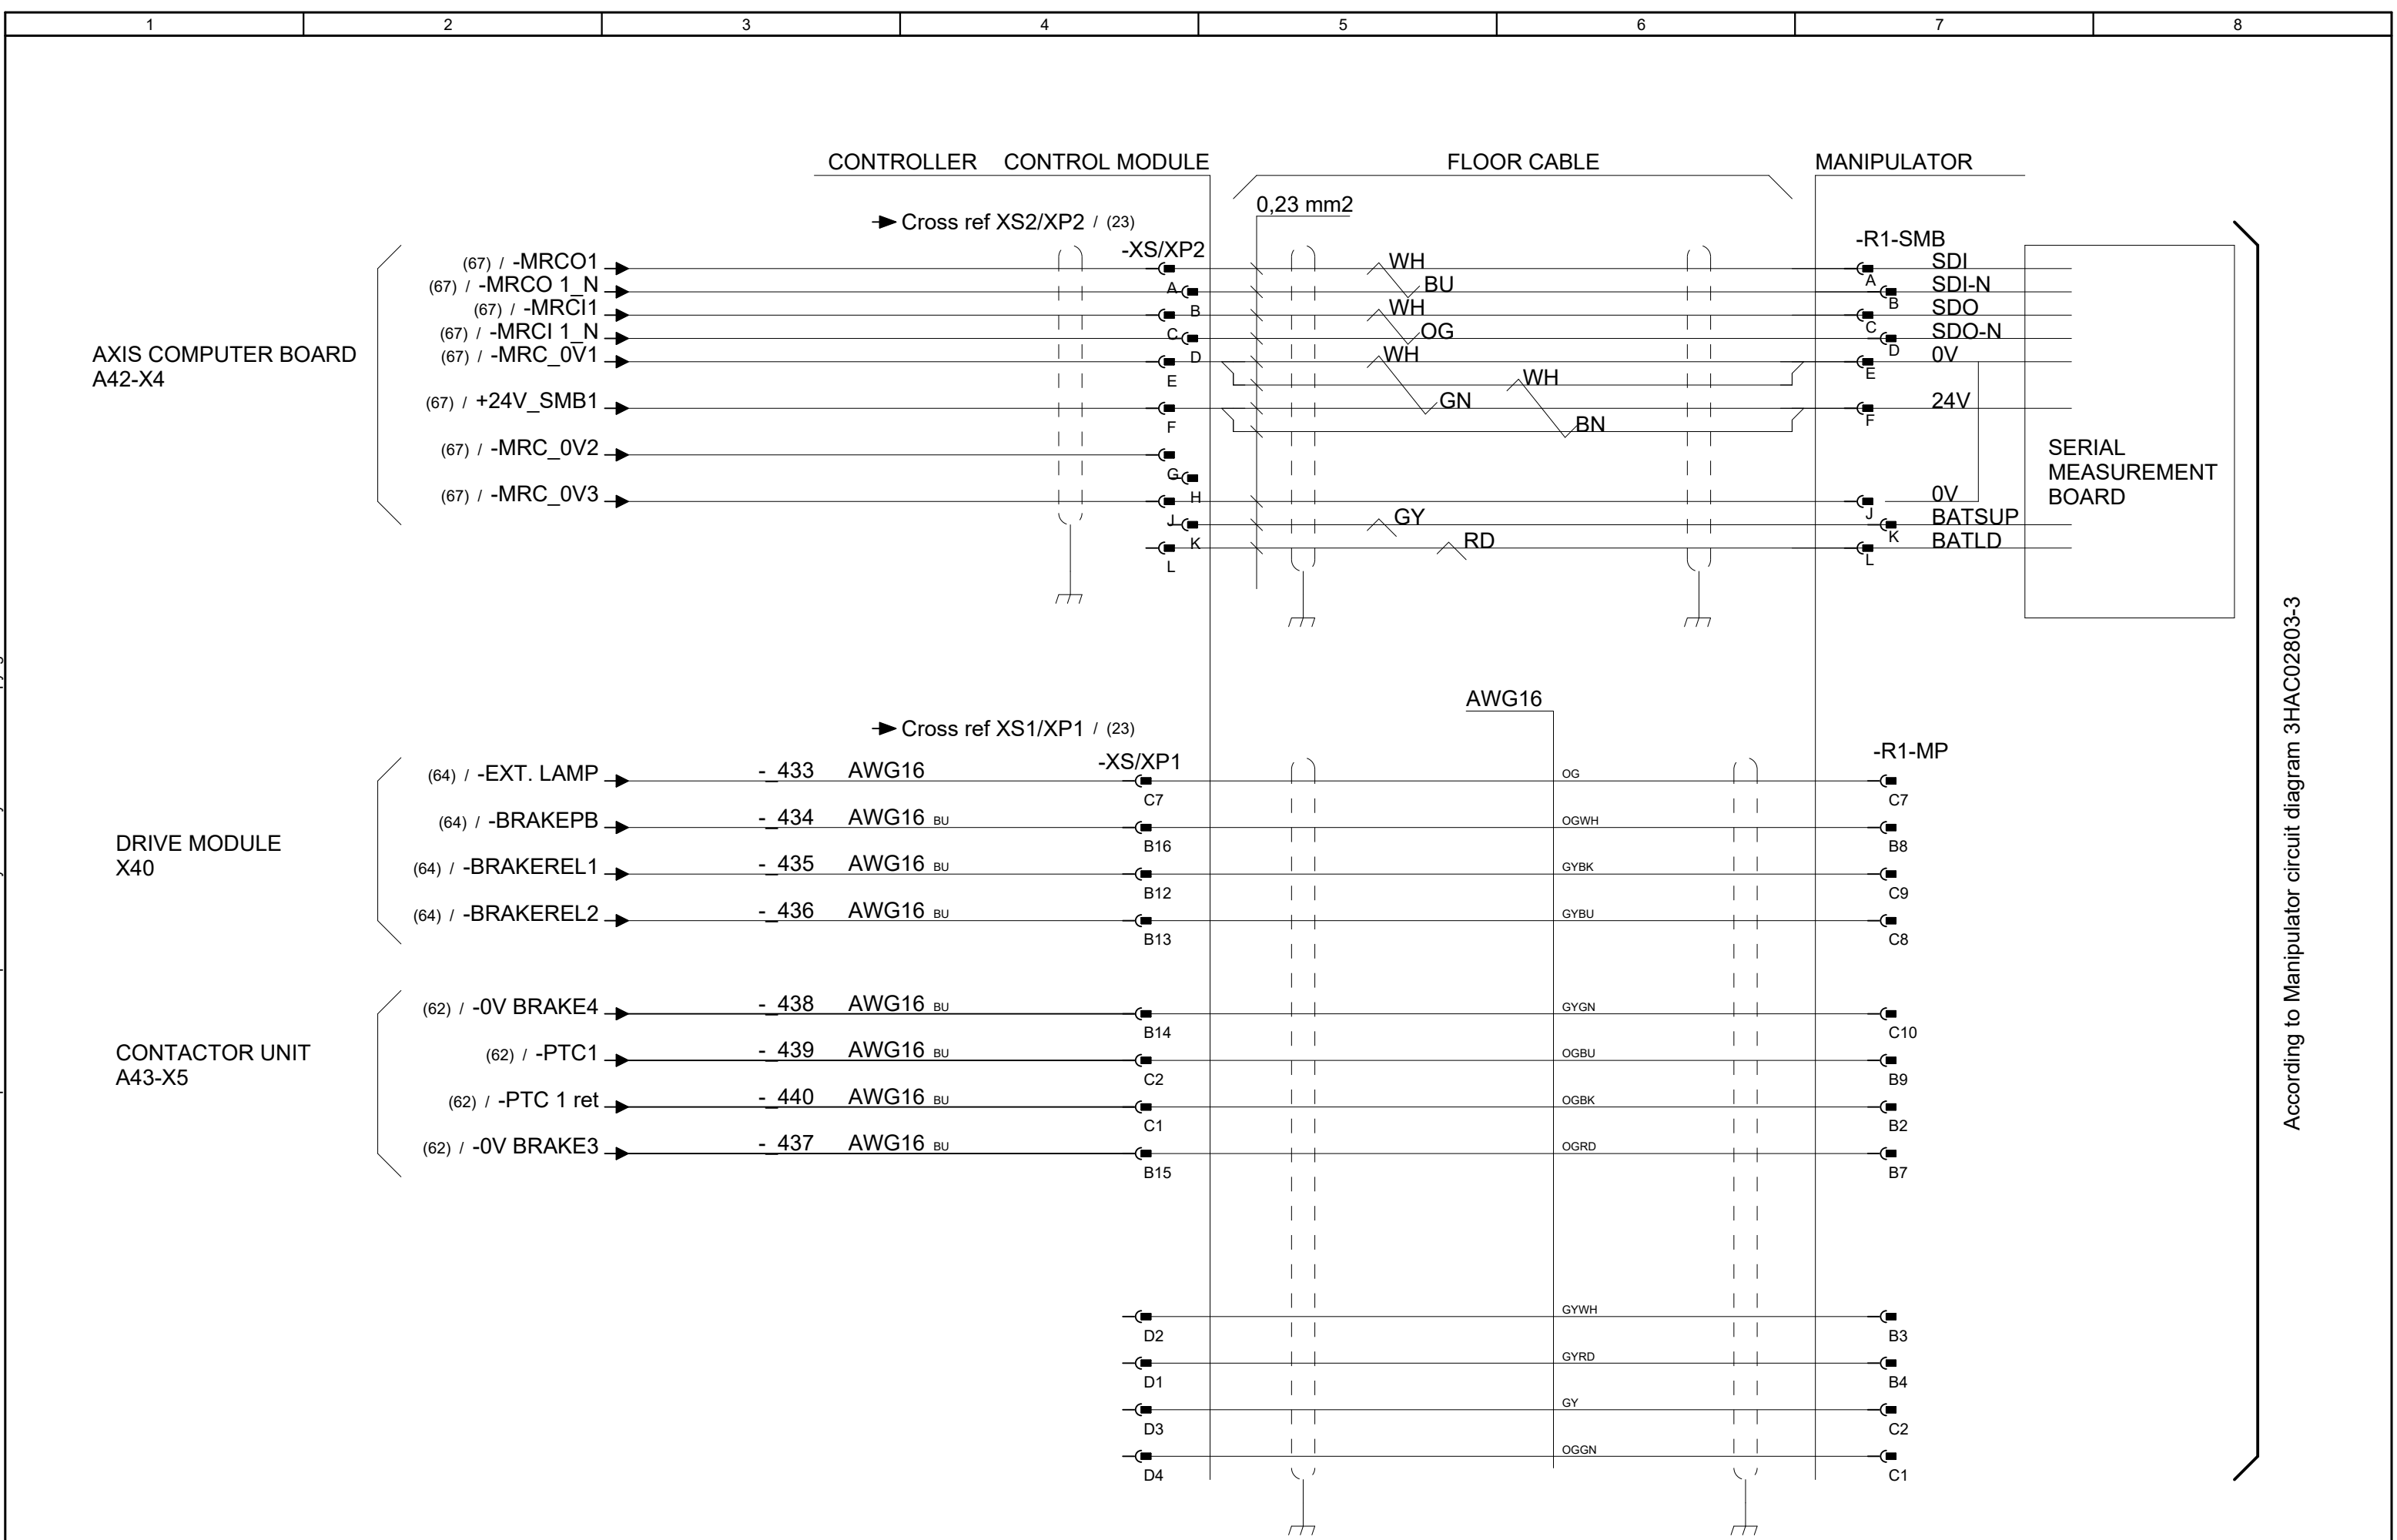 1 2 3 4 5 6 7 8
CONTROLLER CONTROL MODULE FLOOR CABLE MANIPULATOR
0,23 mm2
Cross ref XS2/XP2 / (23)
-XS/XP2 -R1-SMB
(67) / -MRCO1 WH SDI
A A
(67) / -MRCO 1_N BU SDI-N
B B
(67) / -MRCI1 WH SDO
C C
(67) / -MRCI 1_N OG SDO-N
D D
AXIS COMPUTER BOARD
A42-X4
(67) / -MRC_0V1 WH 0V
E E
WH
(67) / +24V_SMB1 GN 24V
F F
BN
(67) / -MRC_0V2
G
SERIAL
MEASUREMENT
BOARD
H
(67) / -MRC_0V3 0V
J J
GY BATSUP
K K
RD BATLD
L L
According to Manipulator circuit diagram 3HAC02803-3
AWG16
Cross ref XS1/XP1 / (23)
-XS/XP1 -R1-MP
(64) / -EXT. LAMP -_433 AWG16 OG
C7 C7
(64) / -BRAKEPB -_434 AWG16 BU OGWH
B16 B8
DRIVE MODULE
X40
(64) / -BRAKEREL1 -_435 AWG16 BU GYBK
B12 C9
(64) / -BRAKEREL2 -_436 AWG16 BU GYBU
B13 C8
(62) / -0V BRAKE4 -_438 AWG16 BU GYGN
B14 C10
CONTACTOR UNIT
A43-X5
(62) / -PTC1 -_439 AWG16 BU OGBU
C2 B9
(62) / -PTC 1 ret -_440 AWG16 BU OGBK
C1 B2
(62) / -0V BRAKE3 -_437 AWG16 BU OGRD
B15 B7
GYWH
D2 B3
GYRD
D1 B4
GY
D3 C2
OGGN
D4 C1